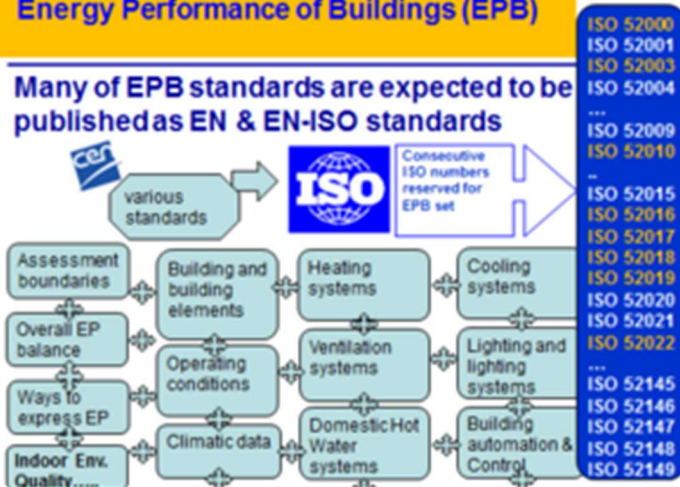 Energy Performance of Buildings (EPB)
Many of EPB standards are expected to be
published as EN & EN-ISO standards
cen
various
standards
ISO
Consecutive
ISO numbers
reserved for
EPB set
Assessment
boundaries
Overall EP
balance
Ways to
express EP
Indoor Env.
Quality.....
Building and
building
elements
Operating
conditions
Climatic data
Heating
systems
Ventilation
systems
Domestic Hot
Water
systems
Cooling
systems
Lighting and
lighting
systems
Building
automation &
Control
ISO 52000
ISO 52001
ISO 52003
ISO 52004
...
ISO 52009
ISO 52010
..
ISO 52015
ISO 52016
ISO 52017
ISO 52018
ISO 52019
ISO 52020
ISO 52021
ISO 52022
...
ISO 52145
ISO 52146
ISO 52147
ISO 52148
ISO 52149